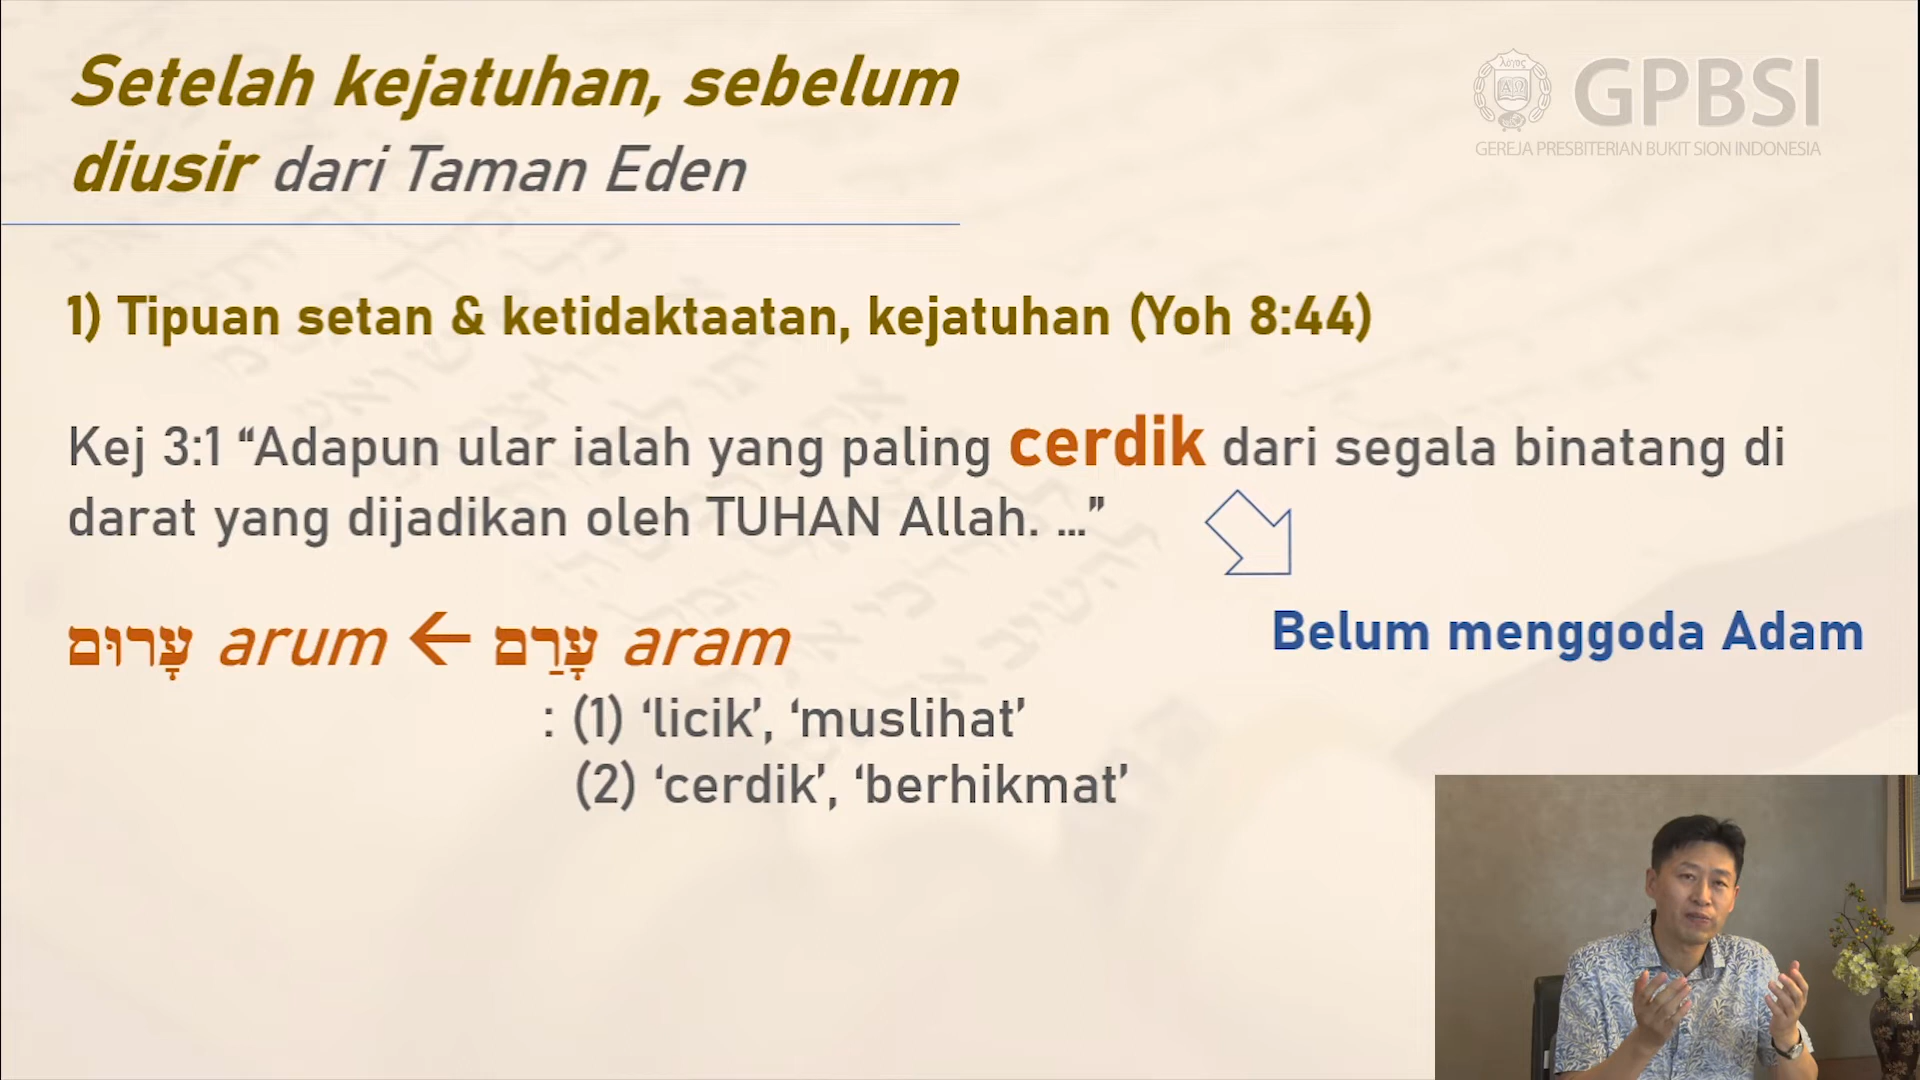 Setelah kejatuhan, sebelum
diusir dari Taman Eden
λόγος
ΑΩ
GPBSI
GEREJA PRESBITERIAN BUKIT SION INDONESIA
1) Tipuan setan & ketidaktaatan, kejatuhan (Yoh 8:44)
Kej 3:1 “Adapun ular ialah yang paling cerdik dari segala binatang di
darat yang dijadikan oleh TUHAN Allah. …”
Belum menggoda Adam
עָרוּם arum ← עָרַם aram
: (1) ‘licik’, ‘muslihat’
(2) ‘cerdik’, ‘berhikmat’